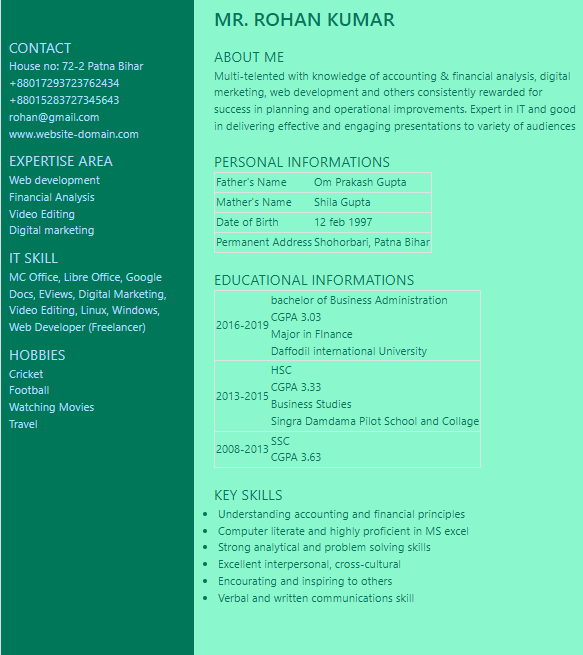 CONTACT
House no: 72-2 Patna Bihar
+88017293723762434
+88015283727345643
rohan@gmail.com
www.website-domain.com
EXPERTISE AREA
Web development
Financial Analysis
Video Editing
Digital marketing
IT SKILL
MC Office, Libre Office, Google
Docs, EViews, Digital Marketing,
Video Editing, Linux, Windows,
Web Developer (Freelancer)
HOBBIES
Cricket
Football
Watching Movies
Travel
MR. ROHAN KUMAR
ABOUT ME
Multi-telented with knowledge of accounting & financial analysis, digital
merketing, web development and others consistently rewarded for
success in planning and operational improvements. Expert in IT and good
in delivering effective and engaging presentations to variety of audiences
PERSONAL INFORMATIONS
Father's Name Om Prakash Gupta
Mather's Name Shila Gupta
Date of Birth 12 feb 1997
Permanent Address Shohorbari, Patna Bihar
EDUCATIONAL INFORMATIONS
2016-2019
bachelor of Business Administration
CGPA 3.03
Major in FInance
Daffodil international University
2013-2015
HSC
CGPA 3.33
Business Studies
Singra Damdama Pilot School and Collage
2008-2013
SSC
CGPA 3.63
KEY SKILLS
• Understanding accounting and financial principles
• Computer literate and highly proficient in MS excel
• Strong analytical and problem solving skills
• Excellent interpersonal, cross-cultural
• Encourating and inspiring to others
• Verbal and written communications skill